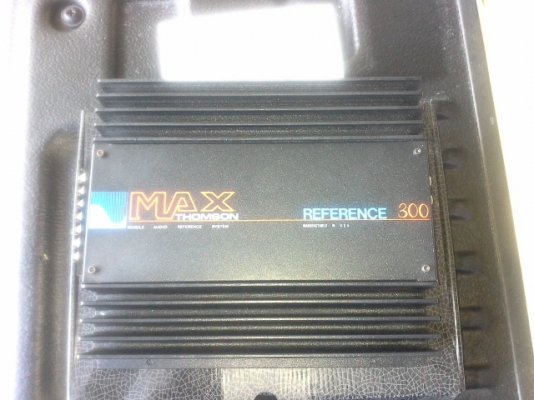 MAX
THOMSON
REFERENCE 300
MOBILE AUDIO REFERENCE SYSTEM